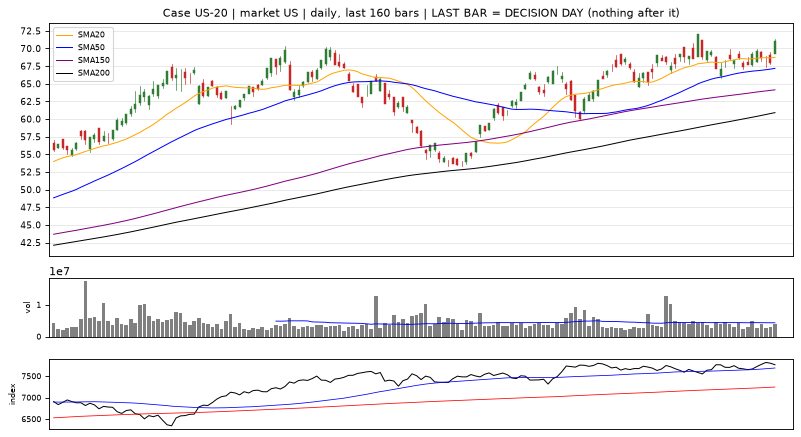 Case US-20 | market US | daily, last 160 bars | LAST BAR = DECISION DAY (nothing after it)
SMA20
SMA50
SMA150
SMA200
72.5
70.0
67.5
65.0
62.5
60.0
57.5
55.0
52.5
50.0
47.5
45.0
42.5
1e7
vol
1
0
index
7500
7000
6500